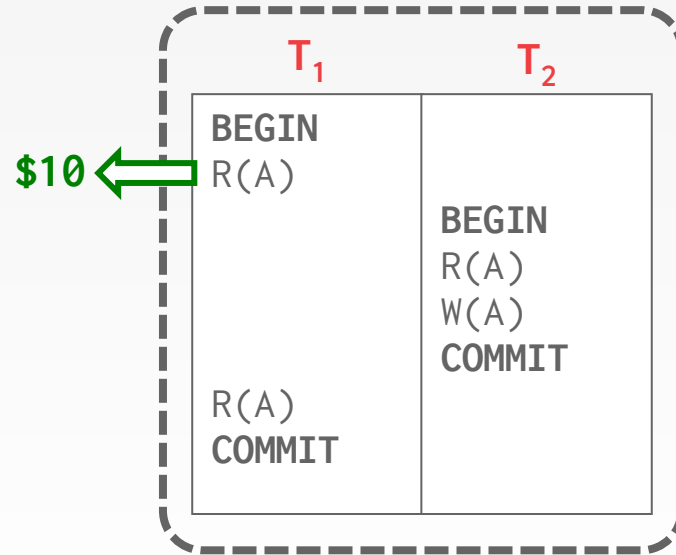 T₁ T₂
BEGIN
$10 R(A)
BEGIN
R(A)
W(A)
COMMIT
R(A)
COMMIT